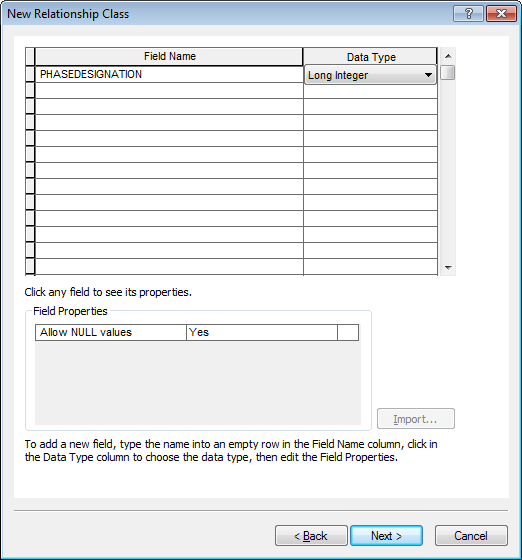 New Relationship Class
Field Name Data Type
PHASEDESIGNATION Long Integer
Click any field to see its properties.
Field Properties
Allow NULL values Yes
Import...
To add a new field, type the name into an empty row in the Field Name column, click in
the Data Type column to choose the data type, then edit the Field Properties.
< Back Next > Cancel